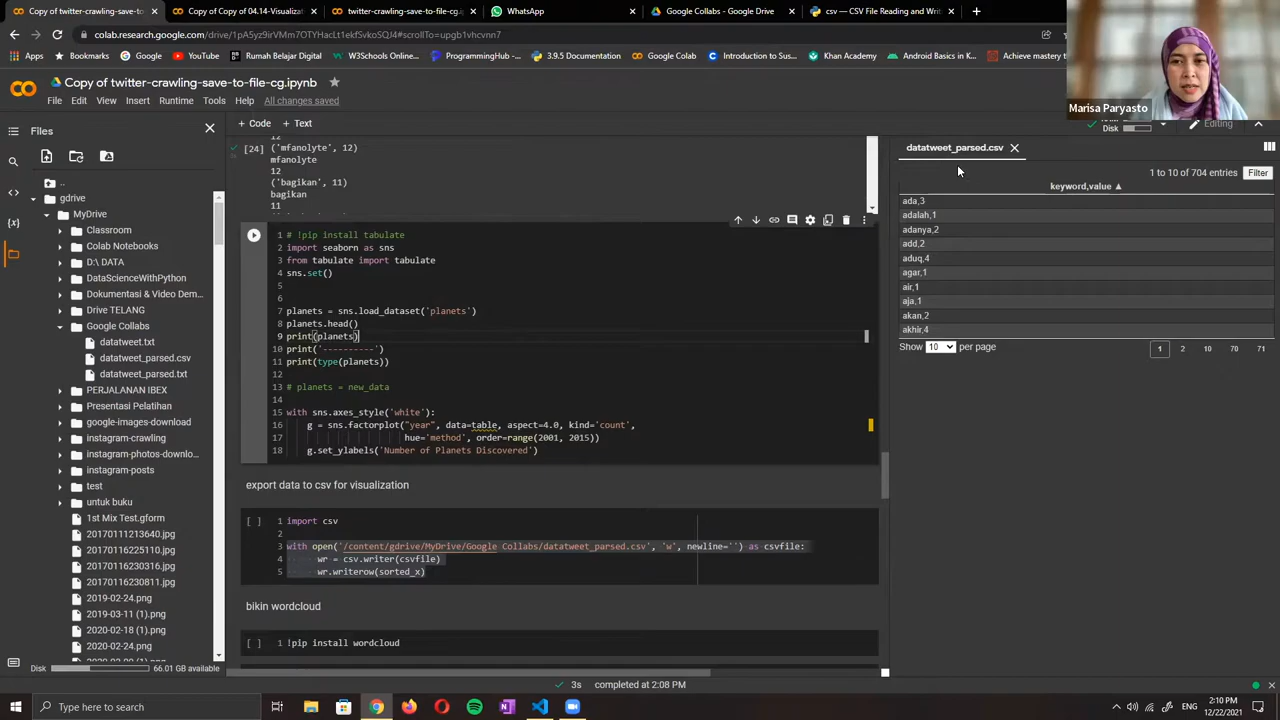 Copy of twitter-crawling-save-to-
Copy of Copy of 04.14-Visualizat
twitter-crawling-save-to-file-cg.ip
WhatsApp
Google Collabs - Google Drive
csv — CSV File Reading and Writ
colab.research.google.com/drive/1pA5yz9irVMm7OTYHacLt1ekfSvX#scrollTo=upgb1vhcvnn7
Apps
Bookmarks
Google
Rumah Belajar Digital
W3Schools Online...
ProgrammingHub,...
3.9.5 Documentation
Google Colab
Introduction to Sus...
Khan Academy
Android Basics in K...
Marisa Paryasto
Copy of twitter-crawling-save-to-file-cg.ipynb
File Edit View Insert Runtime Tools Help All changes saved
Disk
Editing
Files
+ Code + Text
..
gdrive
MyDrive
Classroom
Colab Notebooks
D:\ DATA
DataScienceWithPython
Dokumentasi & Video Dem...
Drive TELANG
Google Collabs
datatweet.txt
datatweet_parsed.csv
datatweet_parsed.txt
PERJALANAN IBEX
Presentasi Pelatihan
google-images-download
instagram-crawling
instagram-photos-downlo...
instagram-posts
test
untuk buku
1st Mix Test.gform
20170111213640.jpg
20170116225110.jpg
20170116230316.jpg
20170116230811.jpg
2019-02-24.png
2019-03-11 (1).png
2020-02-18 (1).png
2020-02-24.png
Disk 66.01 GB available
12
[24] ('mfanolyte', 12)
mfanolyte
12
('bagikan', 11)
bagikan
11
1 # !pip install tabulate
2 import seaborn as sns
3 from tabulate import tabulate
4 sns.set()
5
6
7 planets = sns.load_dataset('planets')
8 planets.head()
9 print(planets)
10 print('----------')
11 print(type(planets))
12
13 # planets = new_data
14
15 with sns.axes_style('white'):
16 g = sns.factorplot("year", data=table, aspect=4.0, kind='count',
17 hue='method', order=range(2001, 2015))
18 g.set_ylabels('Number of Planets Discovered')
export data to csv for visualization
[ ] 1 import csv
2
3 with open('/content/gdrive/MyDrive/Google Collabs/datatweet_parsed.csv', 'w', newline='') as csvfile:
4 wr = csv.writer(csvfile)
5 wr.writerow(sorted_x)
bikin wordcloud
[ ] 1 !pip install wordcloud
datatweet_parsed.csv
1 to 10 of 704 entries Filter
keyword,value
ada,3
adalah,1
adanya,2
add,2
aduq,4
agar,1
air,1
aja,1
akan,2
akhir,4
Show 10 per page
1 2 10 70 71
3s completed at 2:08 PM
Type here to search
2:10 PM
12/22/2021